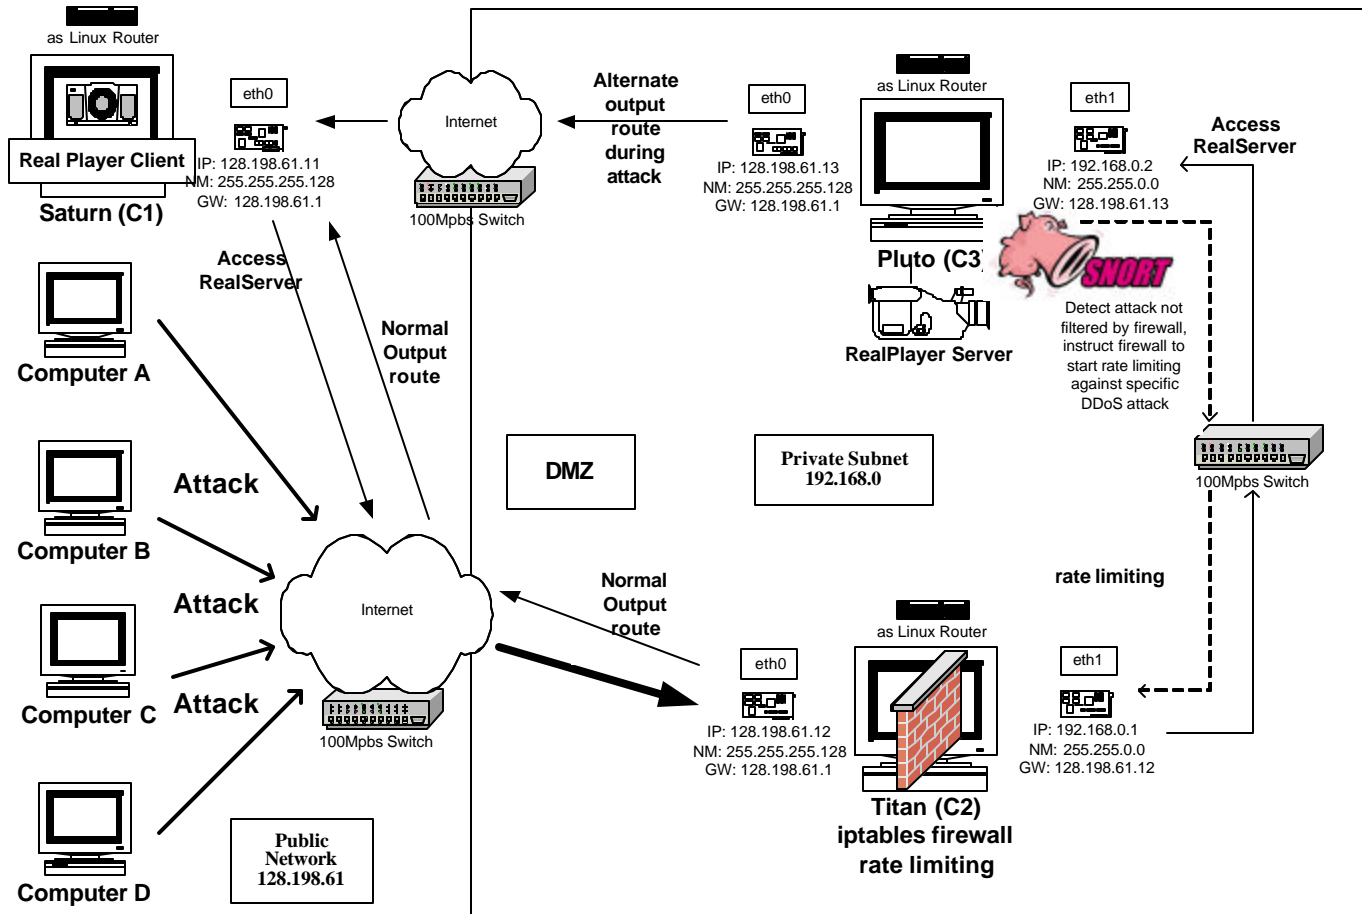 as Linux Router
Real Player Client
Saturn (C1)
eth0
IP: 128.198.61.11
NM: 255.255.255.128
GW: 128.198.61.1
Internet
100Mpbs Switch
Alternate
output
route
during
attack
eth0
IP: 128.198.61.13
NM: 255.255.255.128
GW: 128.198.61.1
as Linux Router
Pluto (C3)
RealPlayer Server
eth1
IP: 192.168.0.2
NM: 255.255.0.0
GW: 128.198.61.13
Access
RealServer
SNORT
Detect attack not
filtered by firewall,
instruct firewall to
start rate limiting
against specific
DDoS attack
100Mpbs Switch
Access
RealServer
Normal
Output
route
Computer A
Computer B
Computer C
Computer D
Attack
Attack
Attack
DMZ
Private Subnet
192.168.0
Internet
100Mpbs Switch
Public
Network
128.198.61
Normal
Output
route
eth0
IP: 128.198.61.12
NM: 255.255.255.128
GW: 128.198.61.1
as Linux Router
Titan (C2)
iptables firewall
rate limiting
rate limiting
eth1
IP: 192.168.0.1
NM: 255.255.0.0
GW: 128.198.61.12